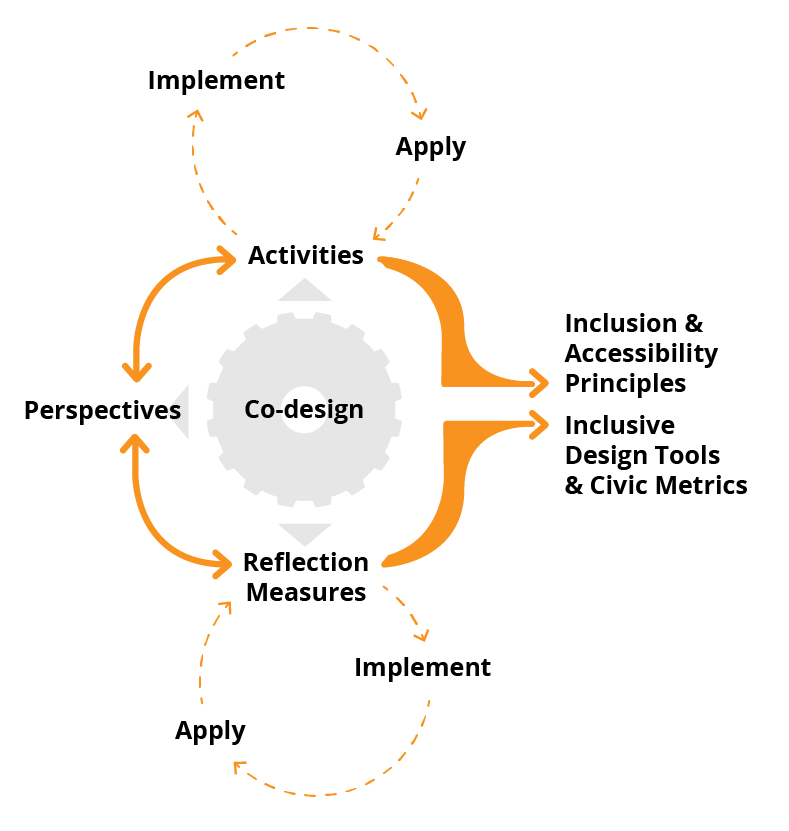 Implement
Apply
Activities
Inclusion &
Accessibility
Principles
Perspectives
Co-design
Inclusive
Design Tools
& Civic Metrics
Reflection
Measures
Implement
Apply